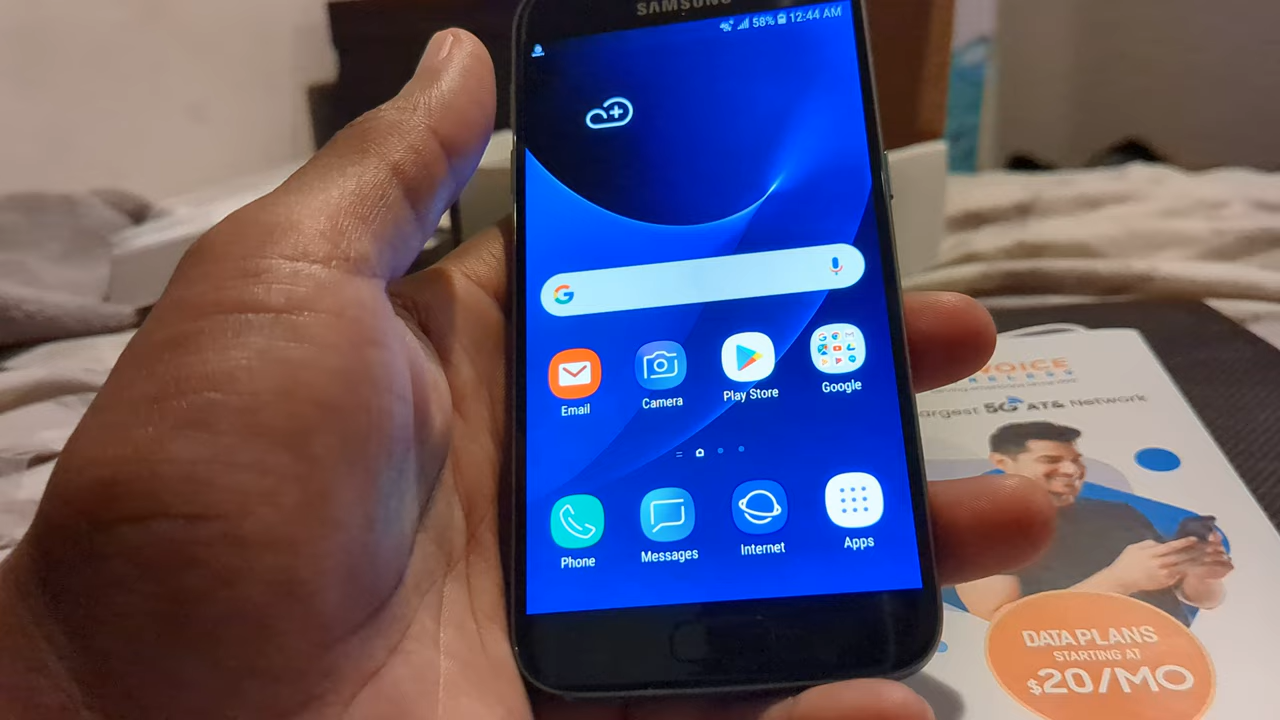 SAMSUNG
58% 12:44 AM
G
Email
Camera
Play Store
Google
Phone
Messages
Internet
Apps
VOICE
argest 5G AT& Network
DATA PLANS
STARTING AT
$20/MO